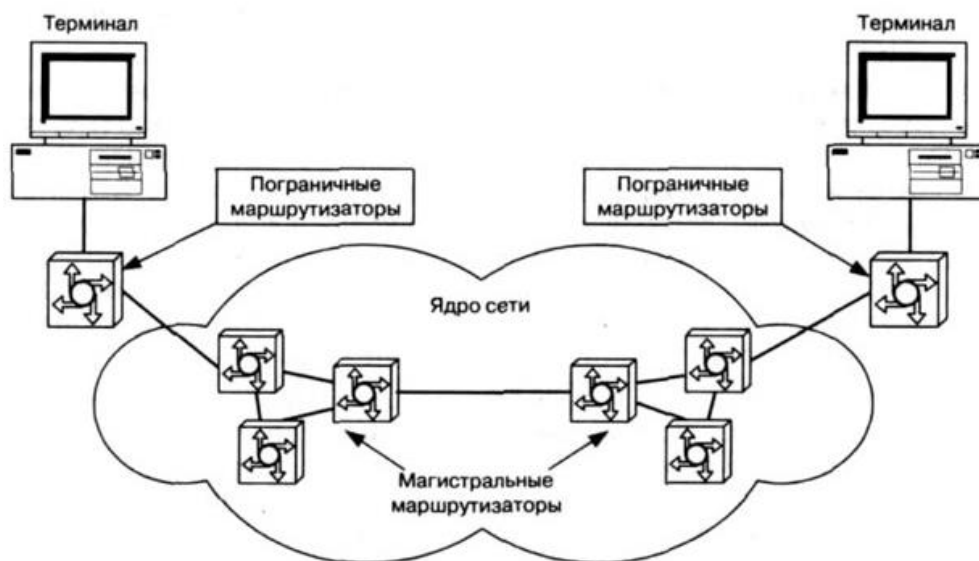 Терминал
Терминал
Пограничные
маршрутизаторы
Пограничные
маршрутизаторы
Ядро сети
Магистральные
маршрутизаторы